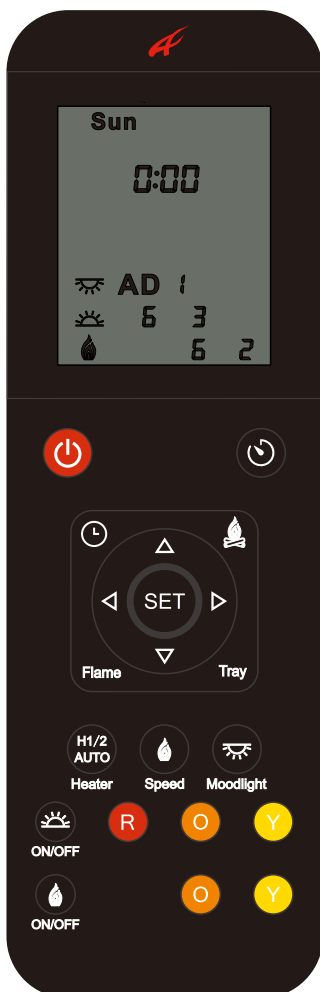 Sun
0:00
AD 1
6 3
6 2
SET
Flame Tray
H1/2
AUTO
Heater Speed Moodlight
R O Y
ON/OFF
O Y
ON/OFF